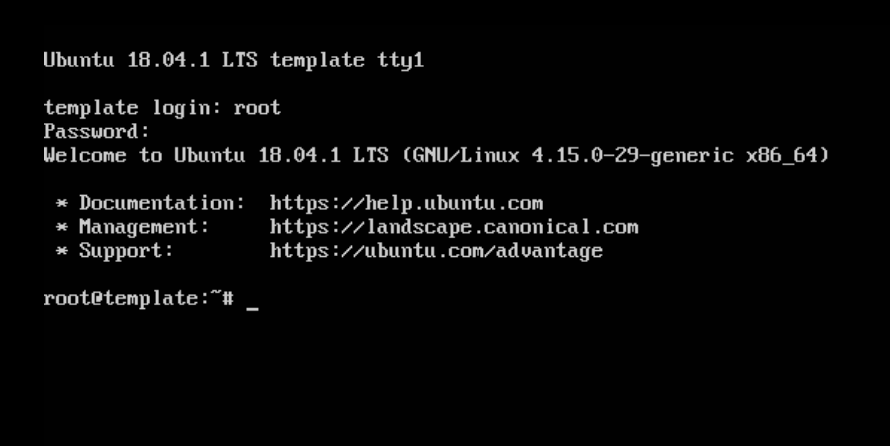 Ubuntu 18.04.1 LTS template tty1
template login: root
Password:
Welcome to Ubuntu 18.04.1 LTS (GNU/Linux 4.15.0-29-generic x86_64)
* Documentation:  https://help.ubuntu.com
* Management:     https://landscape.canonical.com
* Support:        https://ubuntu.com/advantage
root@template:~# _